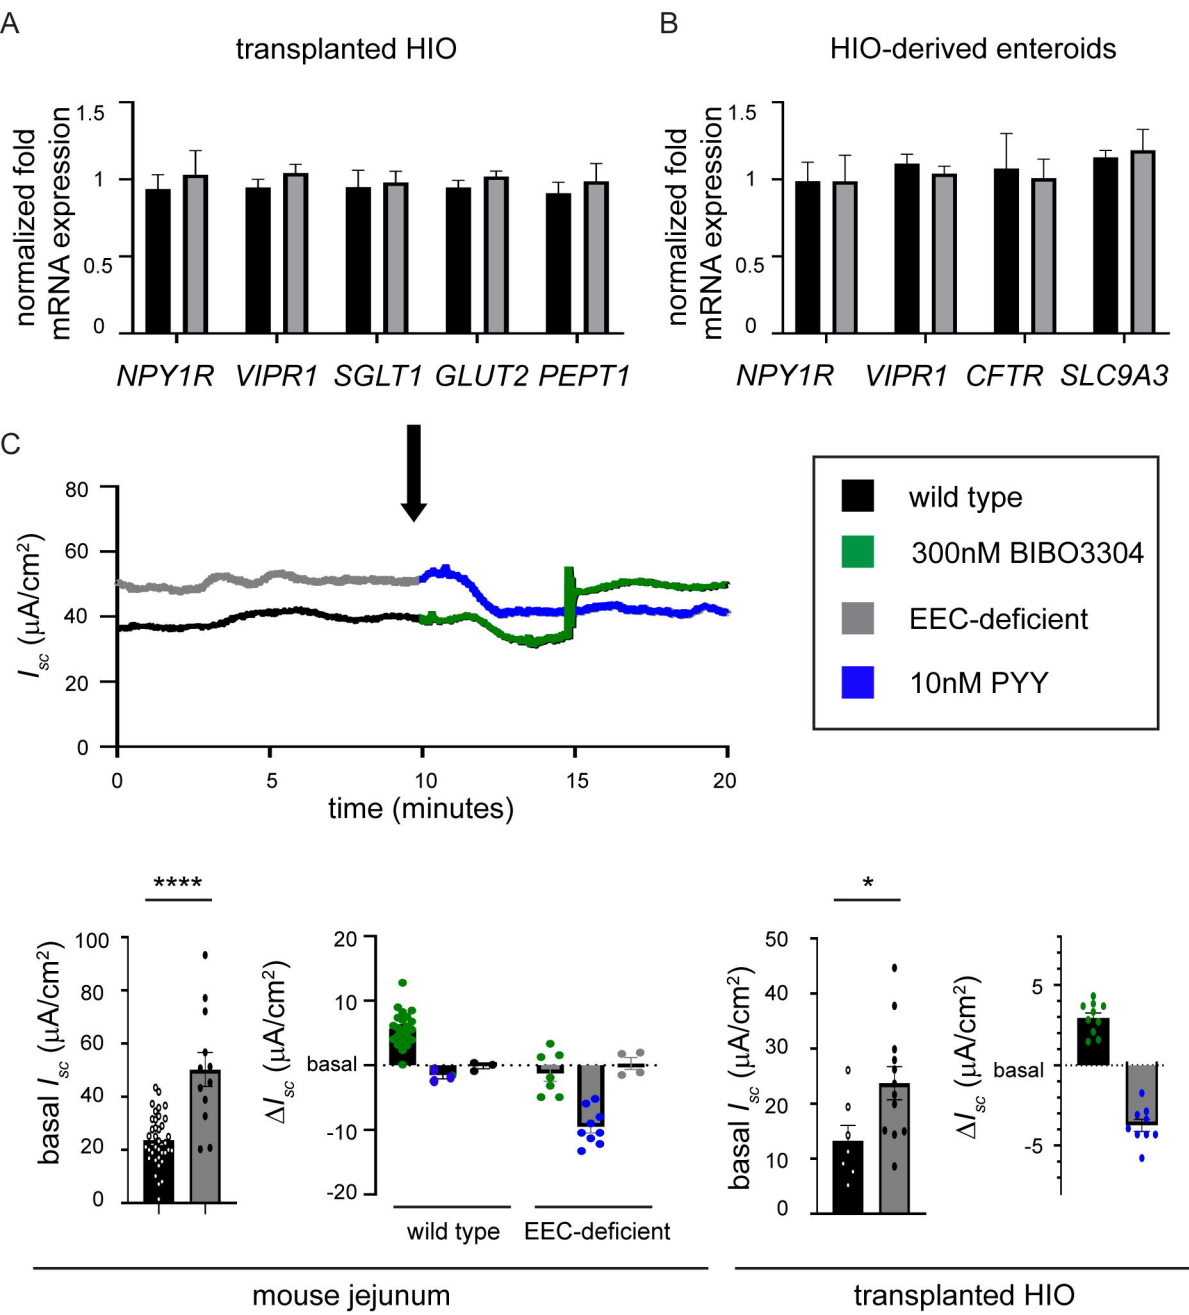 A
transplanted HIO
normalized fold
mRNA expression
1.5
1
0.5
0
NPY1R VIPR1 SGLT1 GLUT2 PEPT1
B
HIO-derived enteroids
normalized fold
mRNA expression
1.5
1
0.5
0
NPY1R VIPR1 CFTR SLC9A3
C
Isc (µA/cm2)
80
60
40
20
0
0 5 10 15 20
time (minutes)
wild type
300nM BIBO3304
EEC-deficient
10nM PYY
****
basal Isc (µA/cm2)
100
80
60
40
20
0
ΔIsc (µA/cm2)
20
10
basal
-10
-20
wild type EEC-deficient
mouse jejunum
*
basal Isc (µA/cm2)
50
40
30
20
10
0
ΔIsc (µA/cm2)
5
basal
-5
transplanted HIO